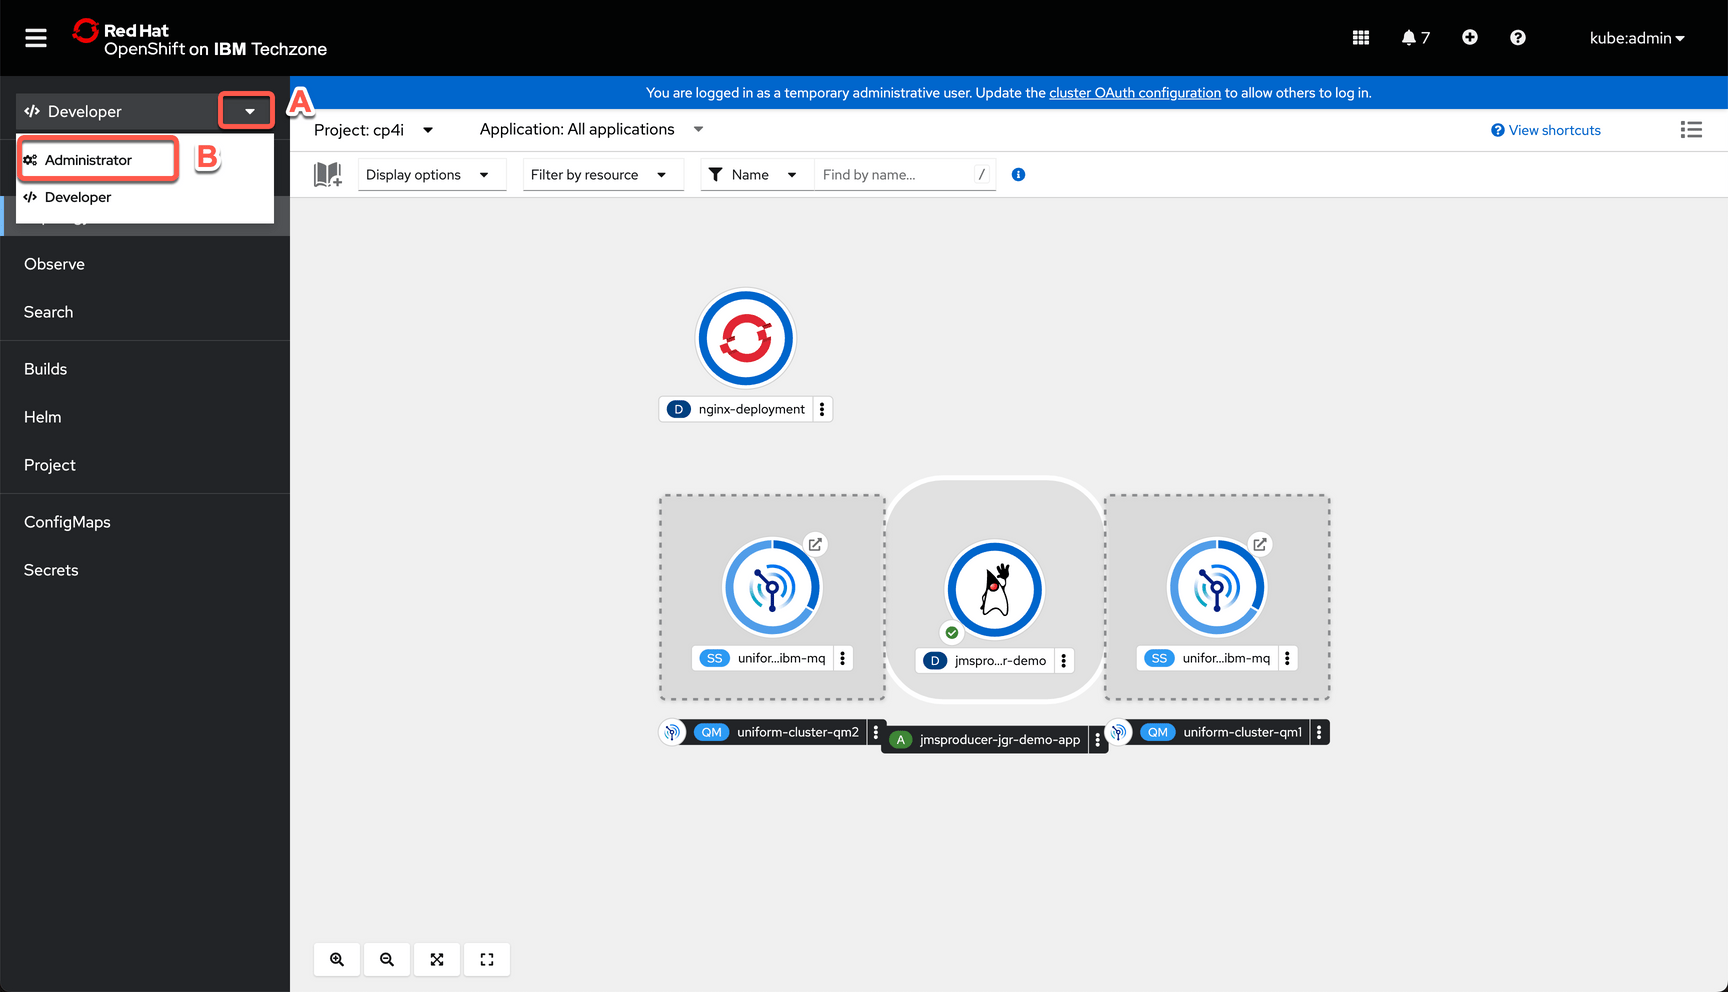 Red Hat
OpenShift on IBM Techzone
7
kube:admin
Developer
A
You are logged in as a temporary administrative user. Update the cluster OAuth configuration to allow others to log in.
Administrator
B
Developer
Project: cp4i
Application: All applications
View shortcuts
Display options
Filter by resource
Name
Find by name...
/
Observe
Search
Builds
Helm
Project
ConfigMaps
Secrets
D nginx-deployment
SS unifor...ibm-mq
D jmspro...r-demo
SS unifor...ibm-mq
QM uniform-cluster-qm2
A jmsproducer-jgr-demo-app
QM uniform-cluster-qm1